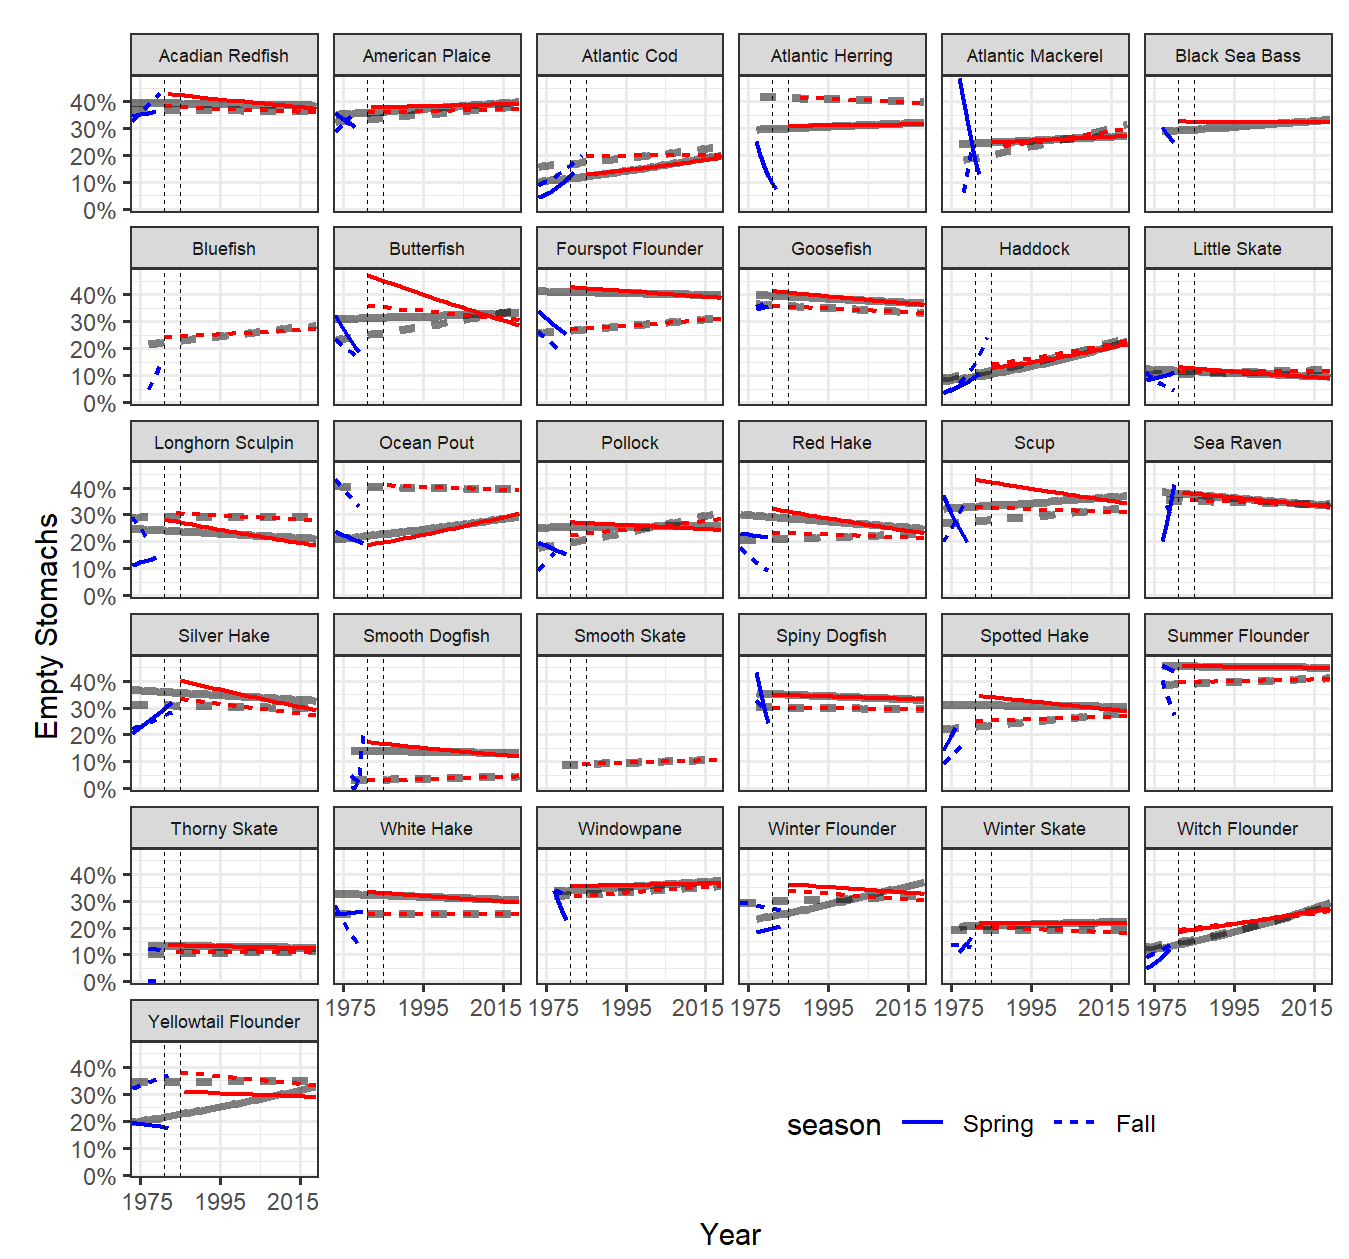 Acadian Redfish American Plaice Atlantic Cod Atlantic Herring Atlantic Mackerel Black Sea Bass
40%
30%
20%
10%
0%
Bluefish Butterfish Fourspot Flounder Goosefish Haddock Little Skate
40%
30%
20%
10%
0%
Longhorn Sculpin Ocean Pout Pollock Red Hake Scup Sea Raven
40%
30%
20%
10%
0%
Empty Stomachs
Silver Hake Smooth Dogfish Smooth Skate Spiny Dogfish Spotted Hake Summer Flounder
40%
30%
20%
10%
0%
Thorny Skate White Hake Windowpane Winter Flounder Winter Skate Witch Flounder
40%
30%
20%
10%
0%
1975 1995 2015 1975 1995 2015 1975 1995 2015 1975 1995 2015 1975 1995 2015
Yellowtail Flounder
40%
30%
20%
10%
0%
1975 1995 2015
season Spring Fall
Year